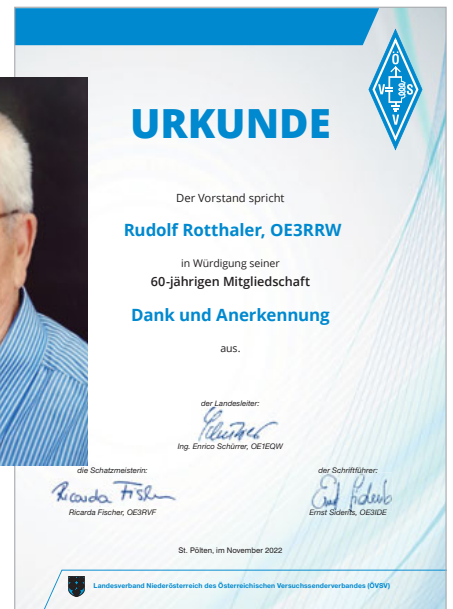 Ö
V S
V
URKUNDE
Der Vorstand spricht
Rudolf Rotthaler, OE3RRW
in Würdigung seiner
60-jährigen Mitgliedschaft
Dank und Anerkennung
aus.
der Landesleiter:
Ing. Enrico Schürrer, OE1EQW
die Schatzmeisterin:
der Schriftführer:
Ricarda Fischer
Ricarda Fischer, OE3RVF
Ernst Siderits, OE3IDE
St. Pölten, im November 2022
Landesverband Niederösterreich des Österreichischen Versuchssenderverbandes (ÖVSV)